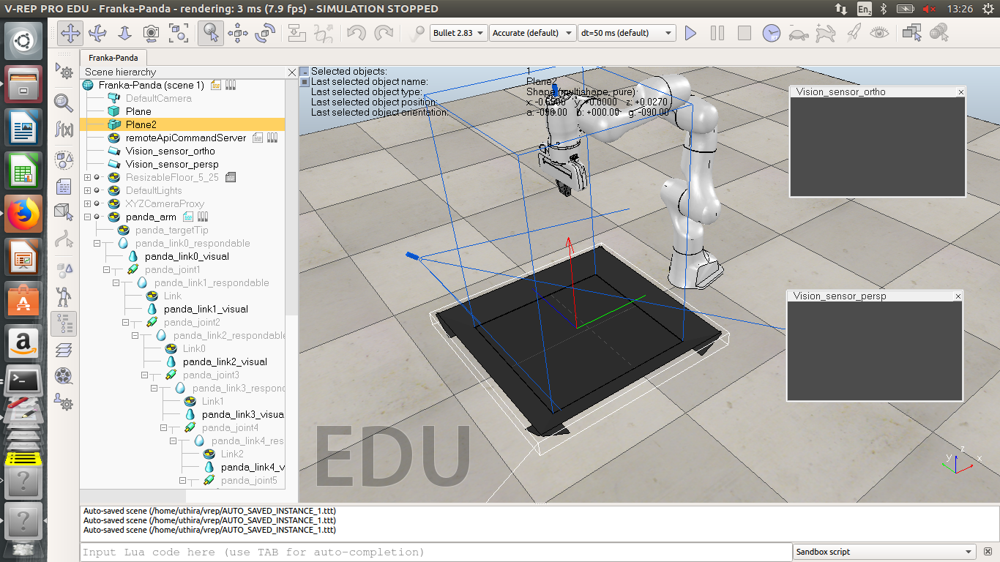 V-REP PRO EDU - Franka-Panda - rendering: 3 ms (7.9 fps) - SIMULATION STOPPED
En2
13:26
Bullet 2.83
Accurate (default)
dt=50 ms (default)
RT
Franka-Panda
Scene hierarchy
Franka-Panda (scene 1)
DefaultCamera
Plane
Plane2
remoteApiCommandServer
Vision_sensor_ortho
Vision_sensor_persp
ResizableFloor_5_25
DefaultLights
XYZCameraProxy
panda_arm
panda_targetTip
panda_link0_respondable
panda_link0_visual
panda_joint1
panda_link1_respondable
Link
panda_link1_visual
panda_joint2
panda_link2_respondable
Link0
panda_link2_visual
panda_joint3
panda_link3_respond
Link1
panda_link3_visua
panda_joint4
panda_link4_res
Link2
panda_link4_v
panda_joint5
f(x)
a
Selected objects: 1
Last selected object name: Plane2
Last selected object type: Shape (multishape, pure)
Last selected object position: y: +0.0000 z: +0.0270
Last selected object orientation: a: -090.00 b: +000.00 g: -090.00
Vision_sensor_ortho
Vision_sensor_persp
EDU
z
y
x
Auto-saved scene (/home/uthira/vrep/AUTO_SAVED_INSTANCE_1.ttt)
Auto-saved scene (/home/uthira/vrep/AUTO_SAVED_INSTANCE_1.ttt)
Auto-saved scene (/home/uthira/vrep/AUTO_SAVED_INSTANCE_1.ttt)
Input Lua code here (use TAB for auto-completion)
Sandbox script